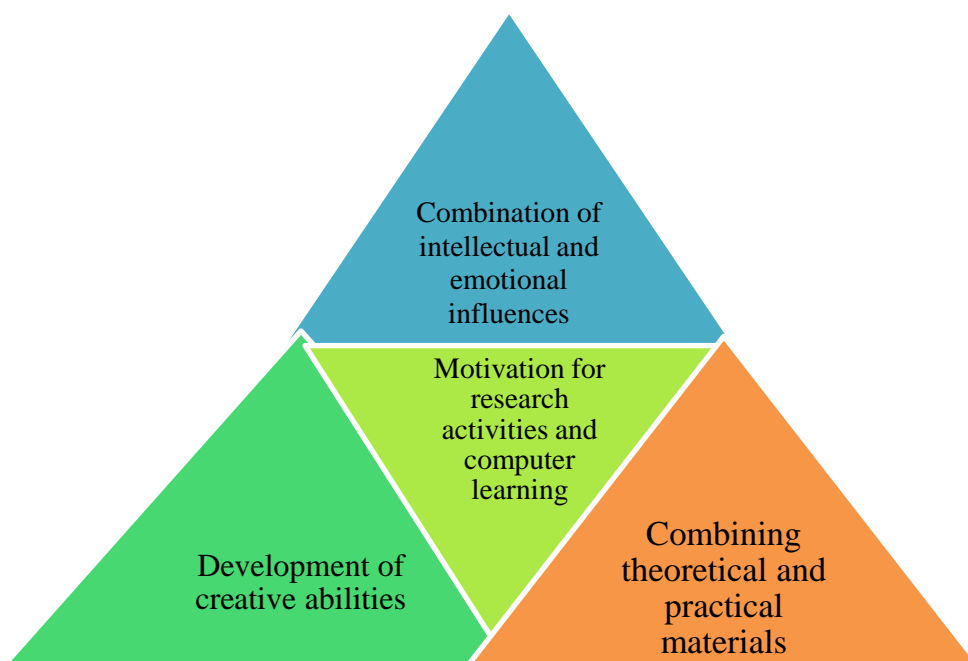 Combination of
intellectual and
emotional
influences
Motivation for
research
activities and
computer
learning
Development of
creative abilities
Combining
theoretical and
practical
materials